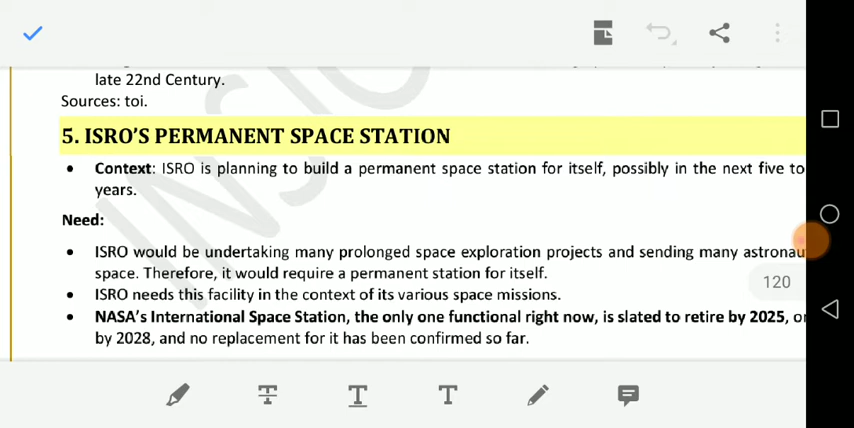 late 22nd Century.
Sources: toi.
5. ISRO'S PERMANENT SPACE STATION
• Context: ISRO is planning to build a permanent space station for itself, possibly in the next five to
years.
Need:
• ISRO would be undertaking many prolonged space exploration projects and sending many
space. Therefore, it would require a permanent station for itself.
120
• ISRO needs this facility in the context of its various space missions.
• NASA's International Space Station, the only one functional right now, is slated to retire by 2025,
by 2028, and no replacement for it has been confirmed so far.
T T T